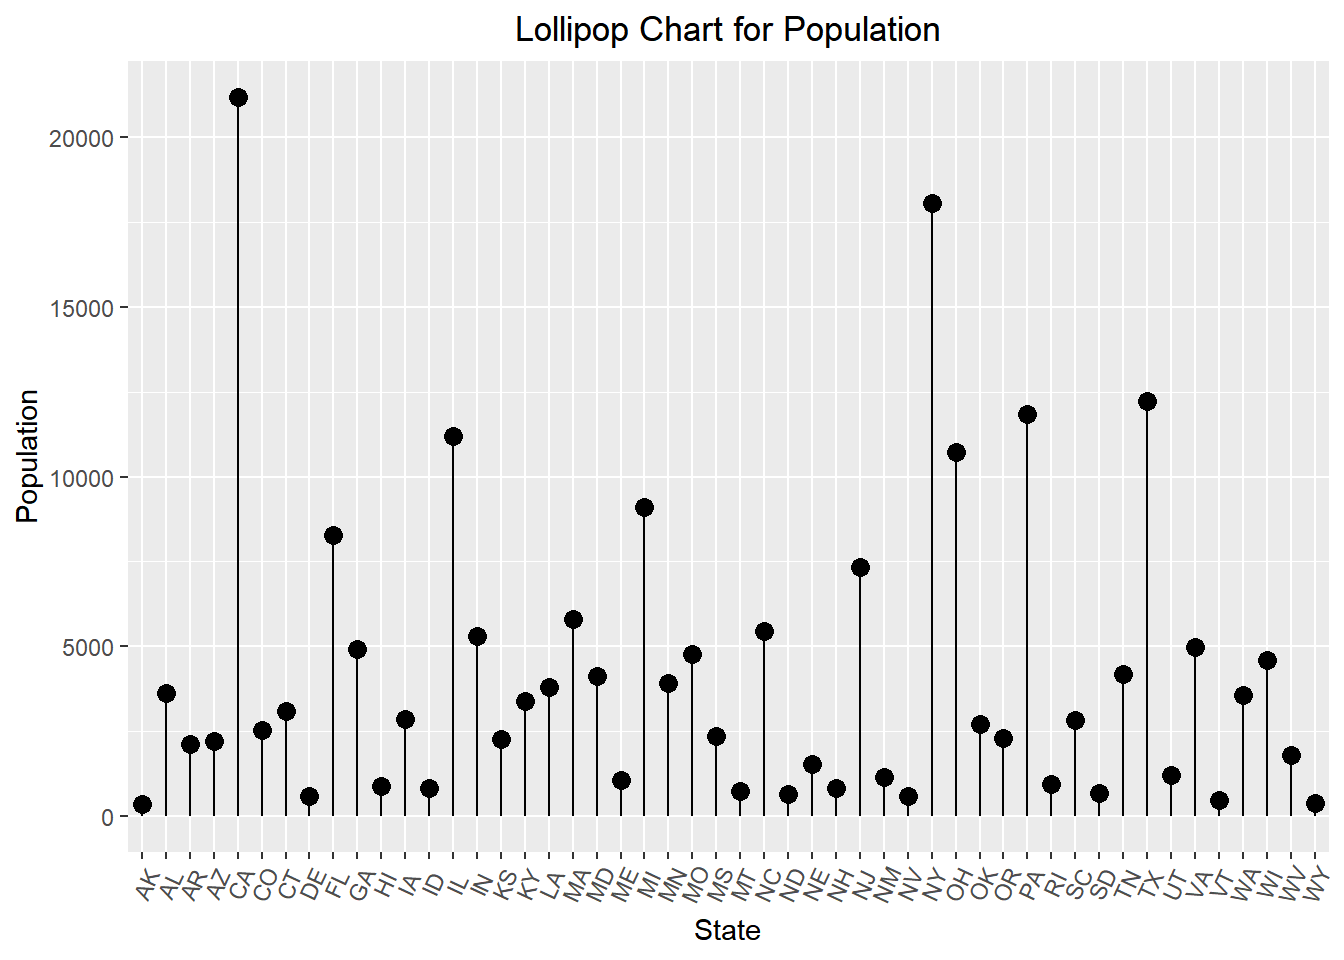 Lollipop Chart for Population
20000
15000
10000
5000
0
Population
AK AL AR AZ CA CO CT DE FL GA HI IA ID IL IN KS KY LA MA MD ME MI MN MO MS MT NC ND NE NH NJ NM NV NY OH OK OR PA RI SC SD TN TX UT VA VT WA WI WV WY
State